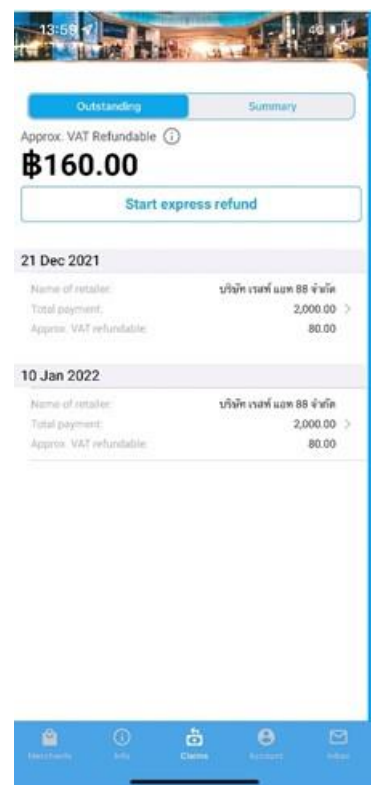 13:58
4G
Outstanding
Summary
Approx. VAT Refundable
฿160.00
Start express refund
21 Dec 2021
Name of retailer:
บริษัท เรสท์ แอท 88 จำกัด
Total payment:
2,000.00
Approx. VAT refundable:
80.00
10 Jan 2022
Name of retailer:
บริษัท เรสท์ แอท 88 จำกัด
Total payment:
2,000.00
Approx. VAT refundable:
80.00
Merchants
Info
Claims
Account
Inbox